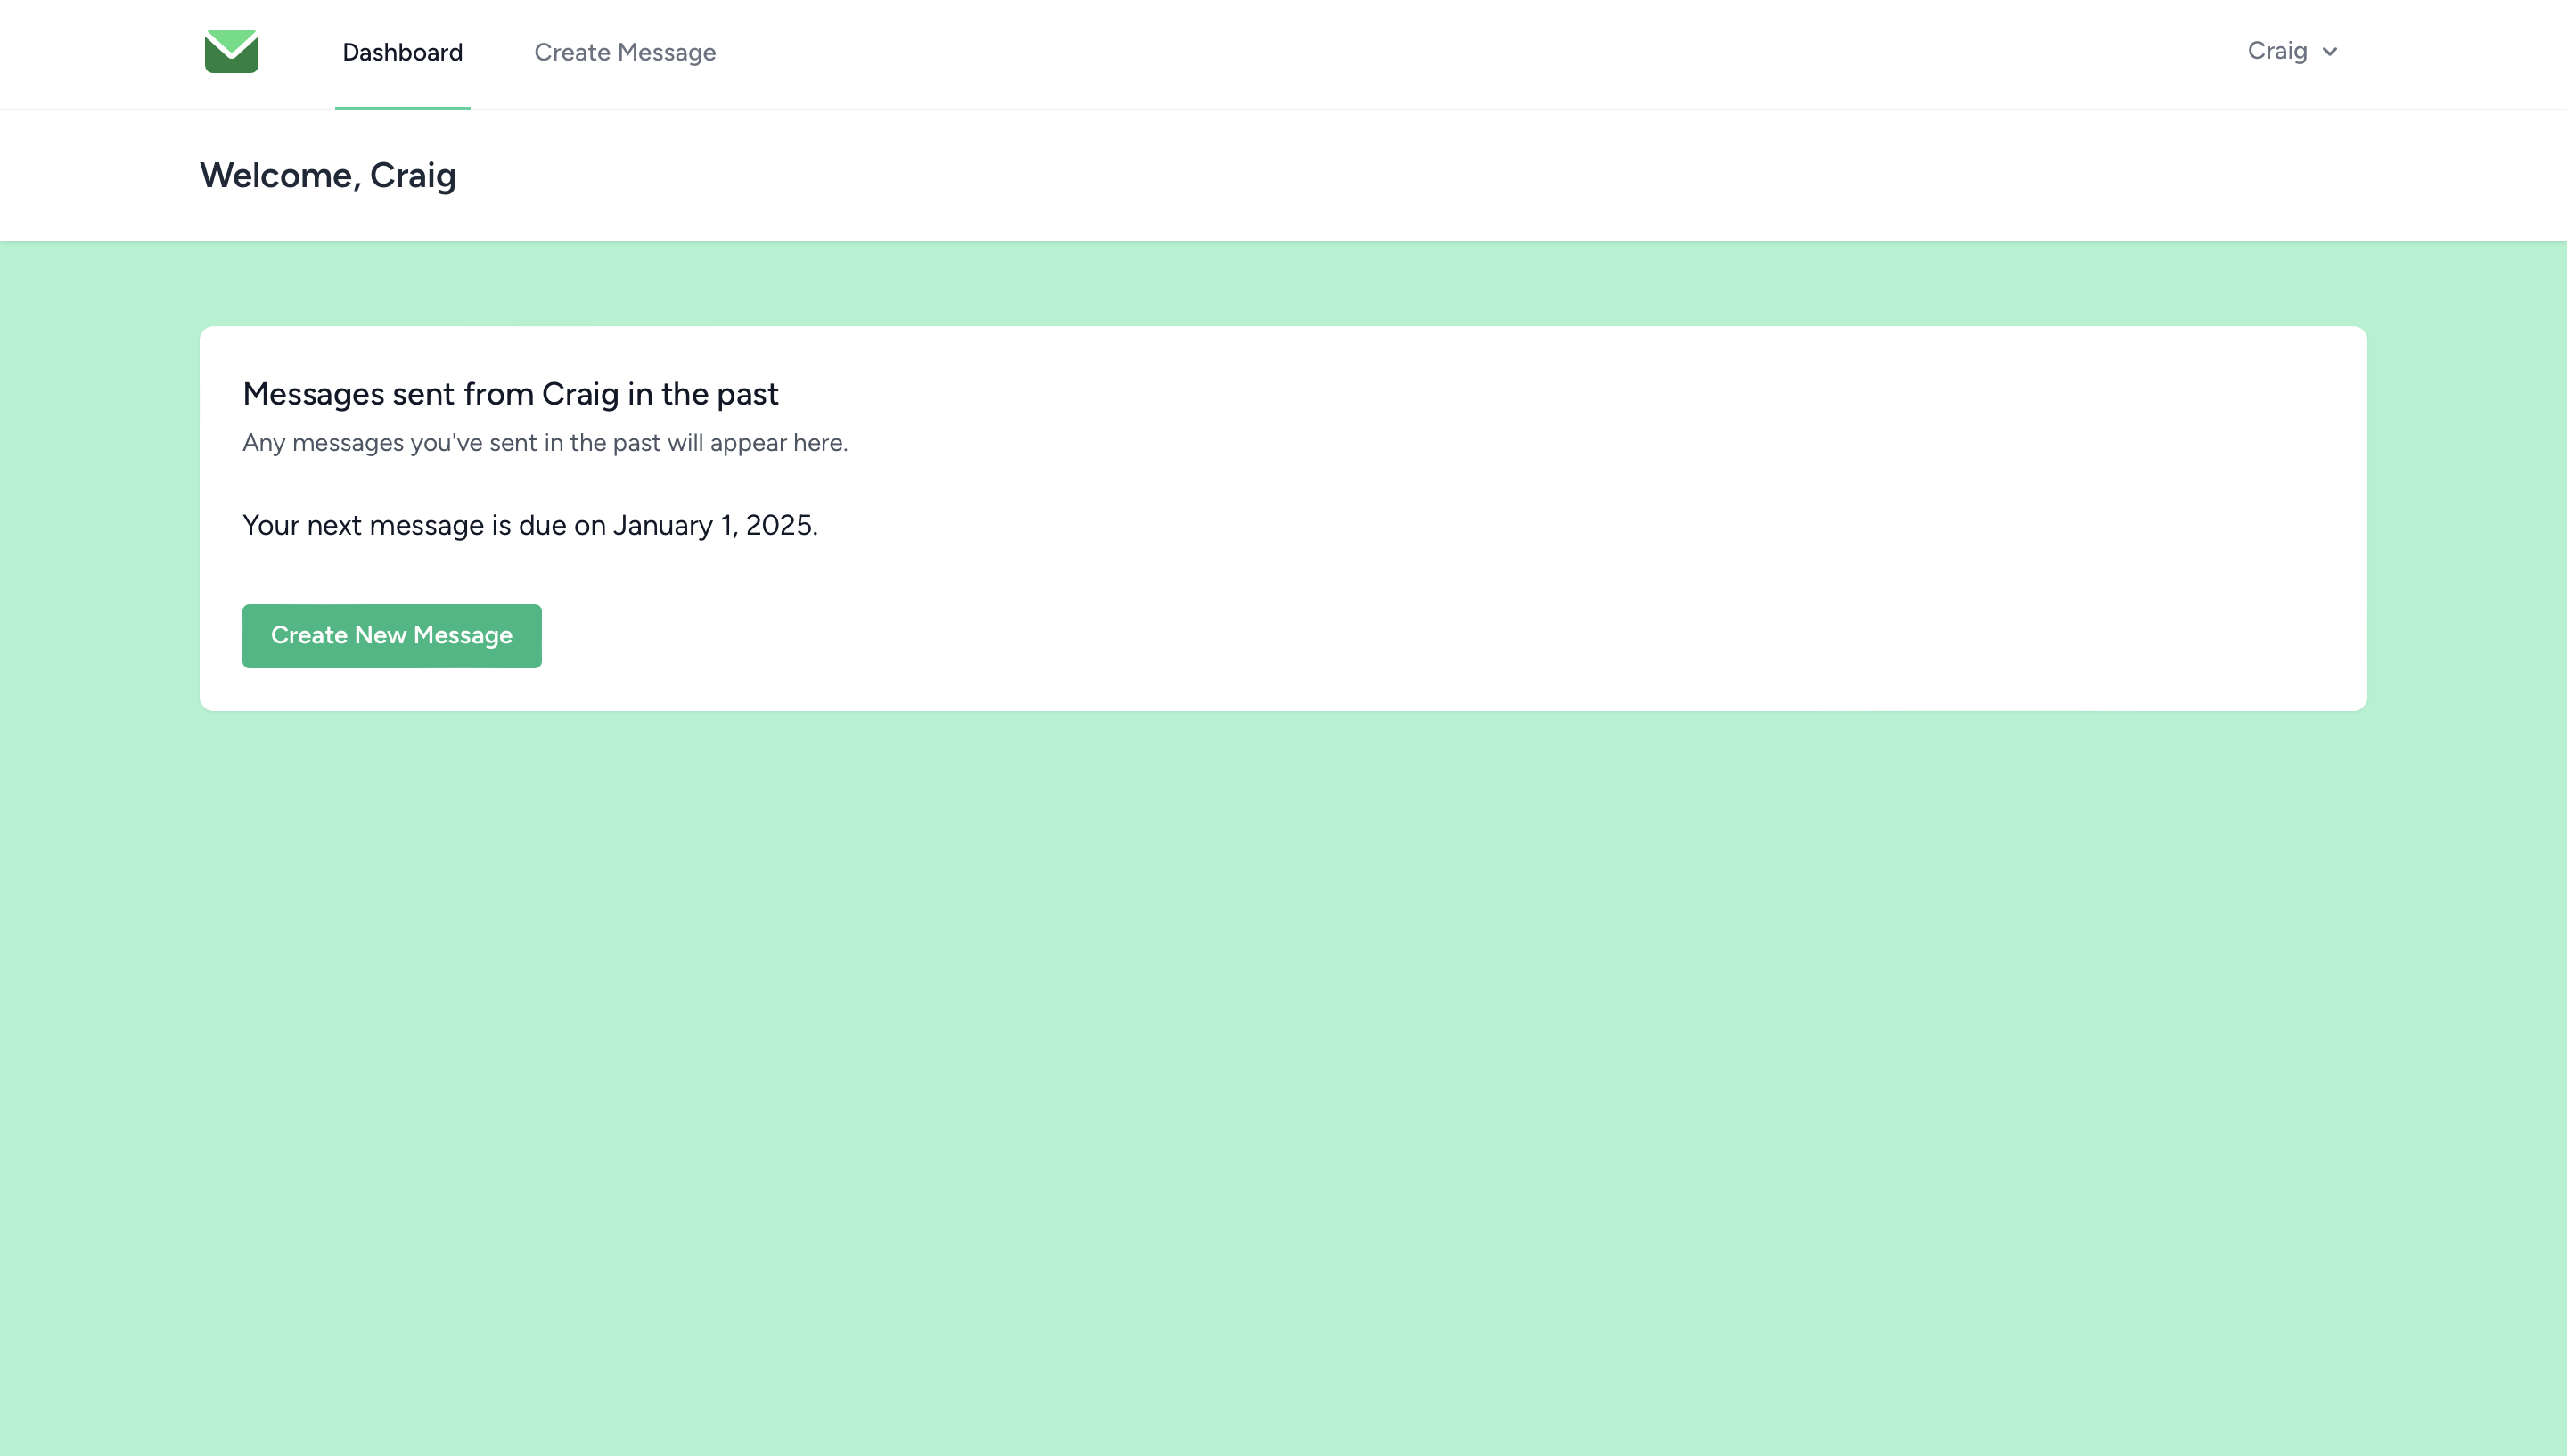 Dashboard
Create Message
Craig
Welcome, Craig
Messages sent from Craig in the past
Any messages you've sent in the past will appear here.
Your next message is due on January 1, 2025.
Create New Message